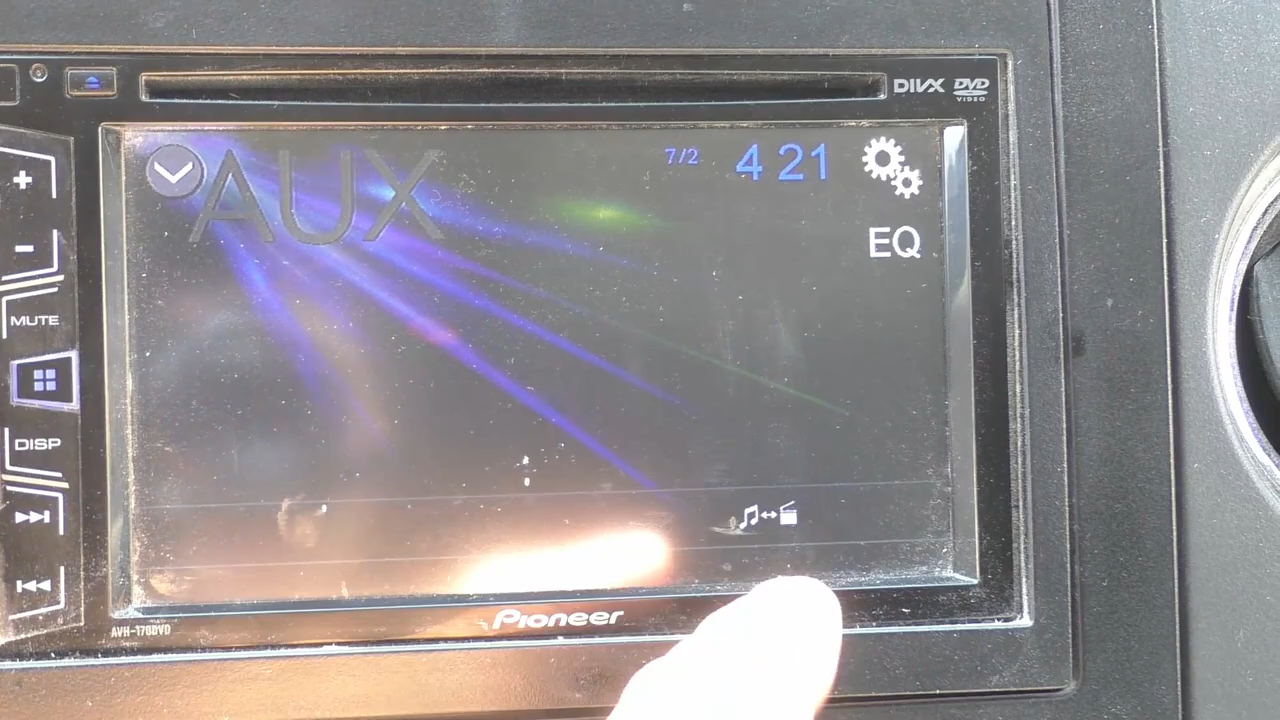 DIVX DVD
VIDEO
AUX
7/2
4 21
EQ
+
-
MUTE
DISP
Pioneer
AVH-170DVD